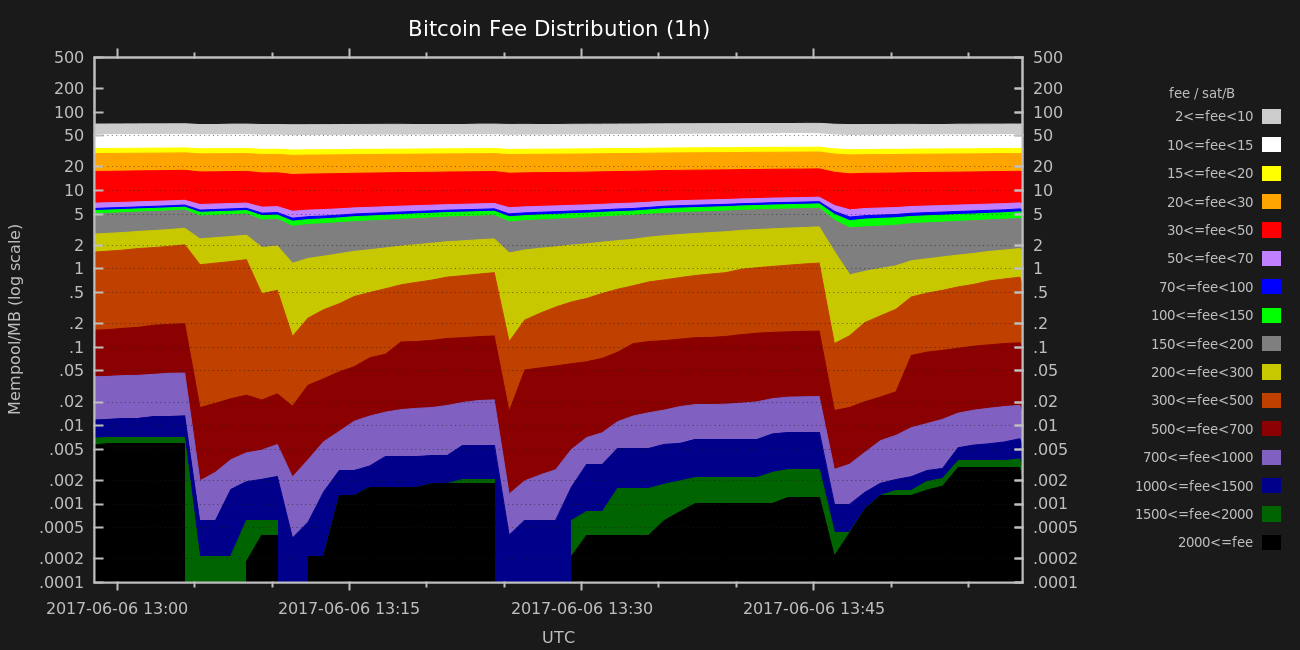 Bitcoin Fee Distribution (1h)
500
200
100
50
20
10
5
2
1
.5
.2
.1
.05
.02
.01
.005
.002
.001
.0005
.0002
.0001
Mempool/MB (log scale)
500
200
100
50
20
10
5
2
1
.5
.2
.1
.05
.02
.01
.005
.002
.001
.0005
.0002
.0001
2017-06-06 13:00
2017-06-06 13:15
2017-06-06 13:30
2017-06-06 13:45
UTC
fee / sat/B
2<=fee<10
10<=fee<15
15<=fee<20
20<=fee<30
30<=fee<50
50<=fee<70
70<=fee<100
100<=fee<150
150<=fee<200
200<=fee<300
300<=fee<500
500<=fee<700
700<=fee<1000
1000<=fee<1500
1500<=fee<2000
2000<=fee